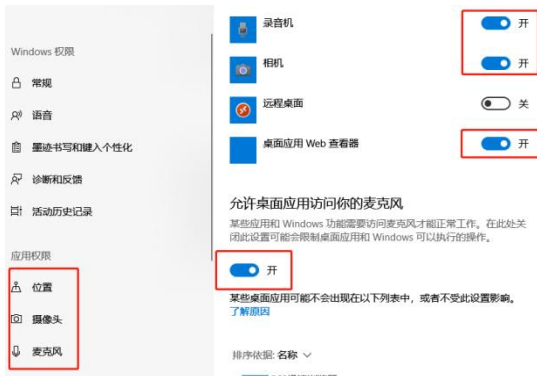 Windows 权限
常规
语音
墨迹书写和键入个性化
诊断和反馈
活动历史记录
应用权限
位置
摄像头
麦克风
录音机 开
相机 开
远程桌面 关
桌面应用 Web 查看器 开
允许桌面应用访问你的麦克风
某些应用和 Windows 功能需要访问麦克风才能正常工作。在此处关
闭此设置可能会限制桌面应用和 Windows 可以执行的操作。
开
某些桌面应用可能不会出现在以下列表中，或者不受此设置影响。
了解原因
排序依据: 名称